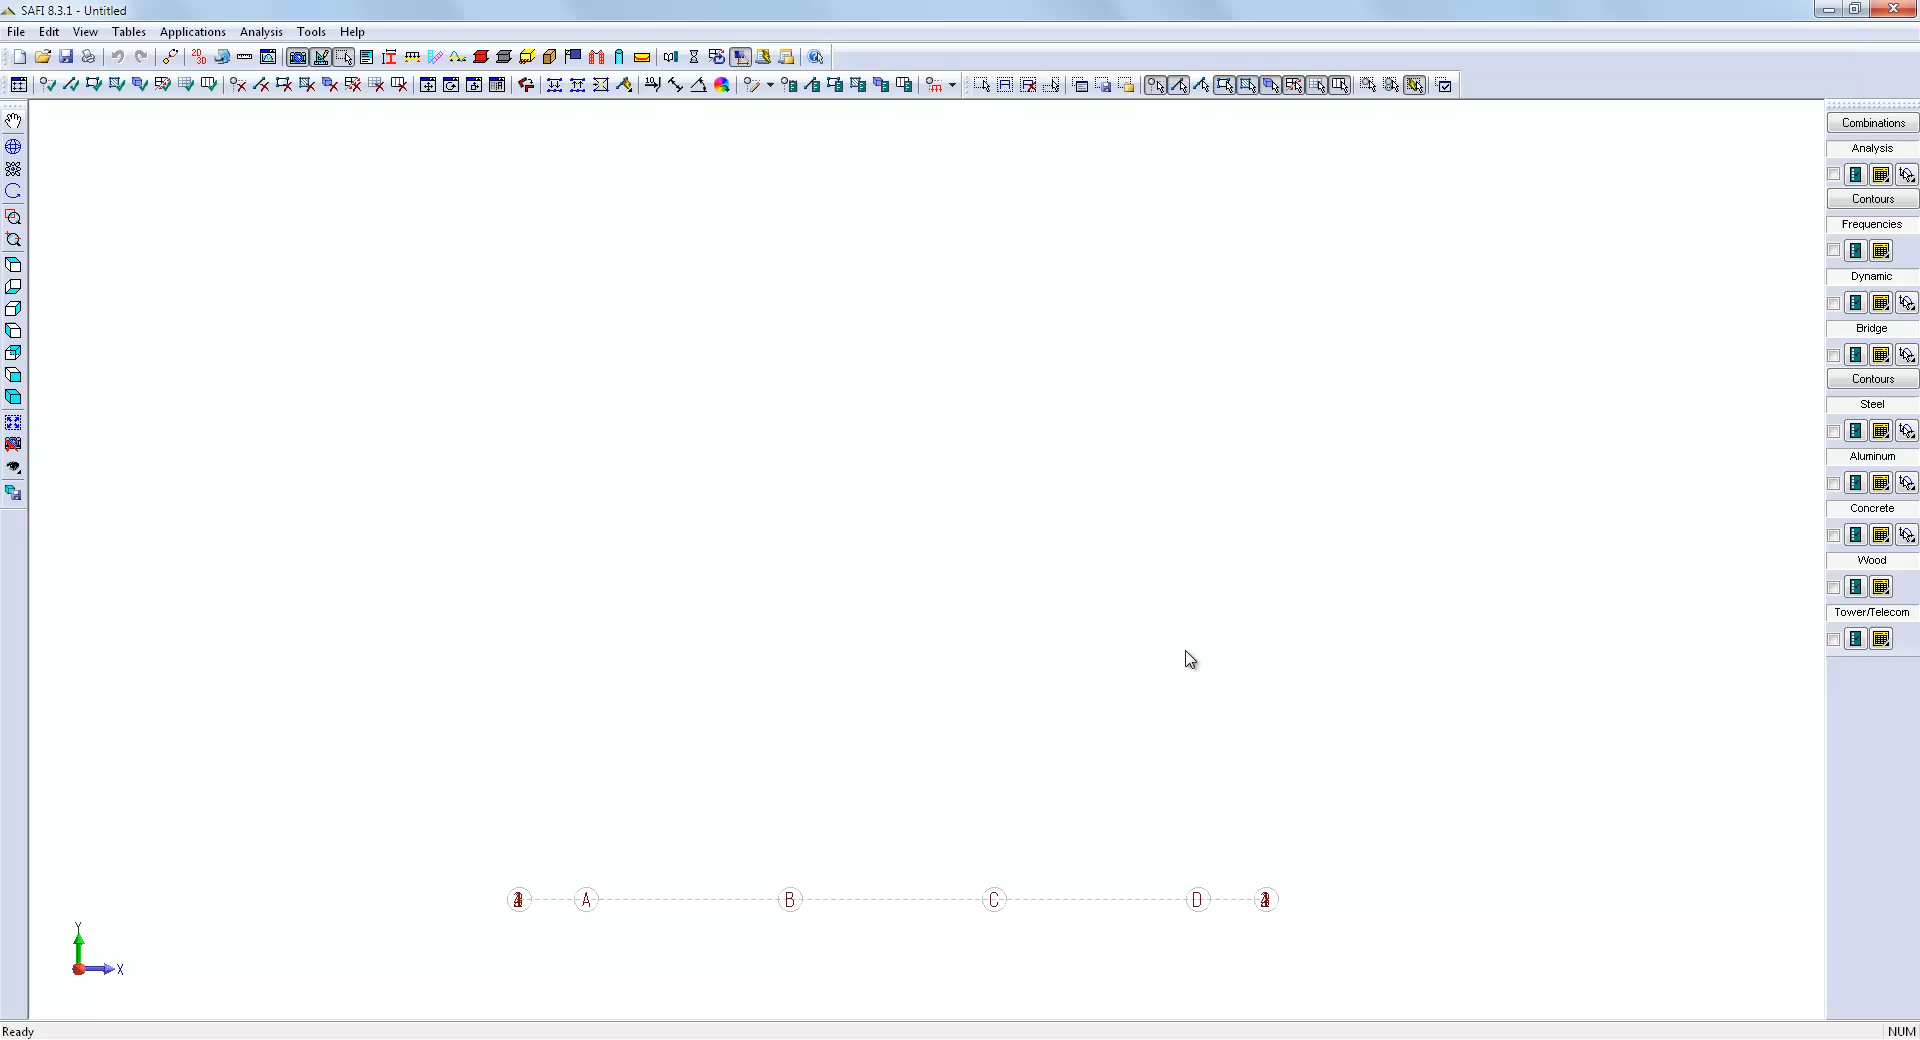 SAFI 8.3.1 - Untitled
File Edit View Tables Applications Analysis Tools Help
Combinations
Analysis
Contours
Frequencies
Dynamic
Bridge
Contours
Steel
Aluminum
Concrete
Wood
Tower/Telecom
A B C D
Y
X
Ready NUM